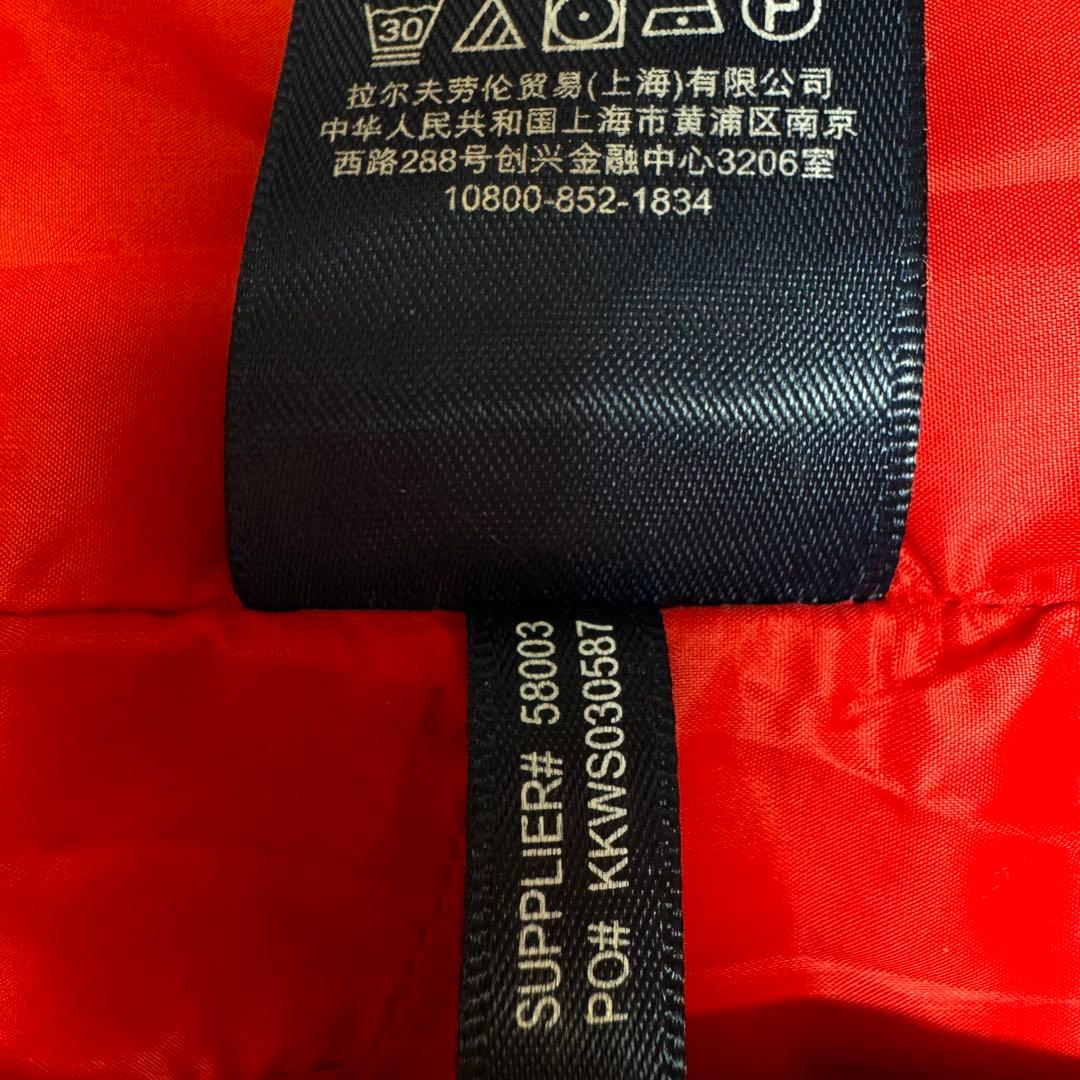 30 F
拉尔夫劳伦贸易(上海)有限公司
中华人民共和国上海市黄浦区南京
西路288号创兴金融中心3206室
10800-852-1834
SUPPLIER# 58003
PO# KKWS030587